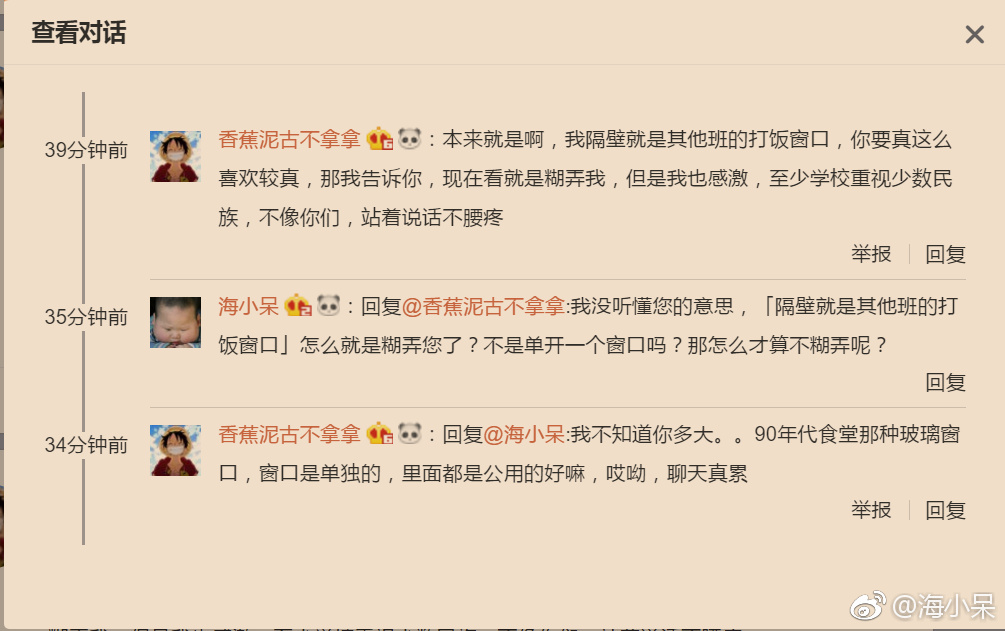 查看对话
39分钟前
香蕉泥古不拿拿：本来就是啊，我隔壁就是其他班的打饭窗口，你要真这么
喜欢较真，那我告诉你，现在看就是糊弄我，但是我也感激，至少学校重视少数民
族，不像你们，站着说话不腰疼
举报 回复
35分钟前
海小呆：回复@香蕉泥古不拿拿:我没听懂您的意思，「隔壁就是其他班的打
饭窗口」怎么就是糊弄您了？不是单开一个窗口吗？那怎么才算不糊弄呢？
回复
34分钟前
香蕉泥古不拿拿：回复@海小呆:我不知道你多大。。90年代食堂那种玻璃窗
口，窗口是单独的，里面都是公用的好嘛，哎呦，聊天真累
举报 回复
@海小呆